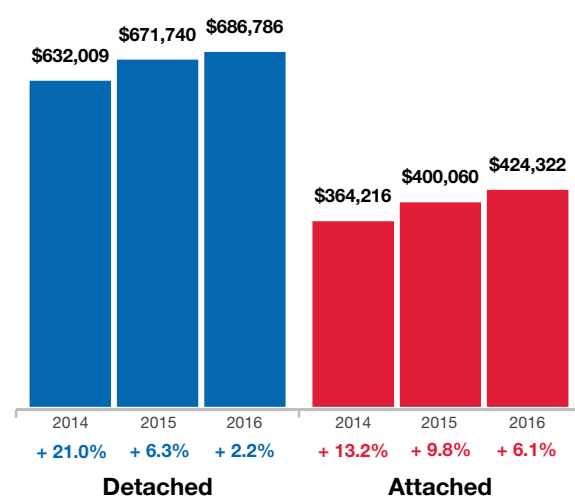 $632,009 $671,740 $686,786
$364,216 $400,060 $424,322
2014 2015 2016 2014 2015 2016
+ 21.0% + 6.3% + 2.2% + 13.2% + 9.8% + 6.1%
Detached Attached